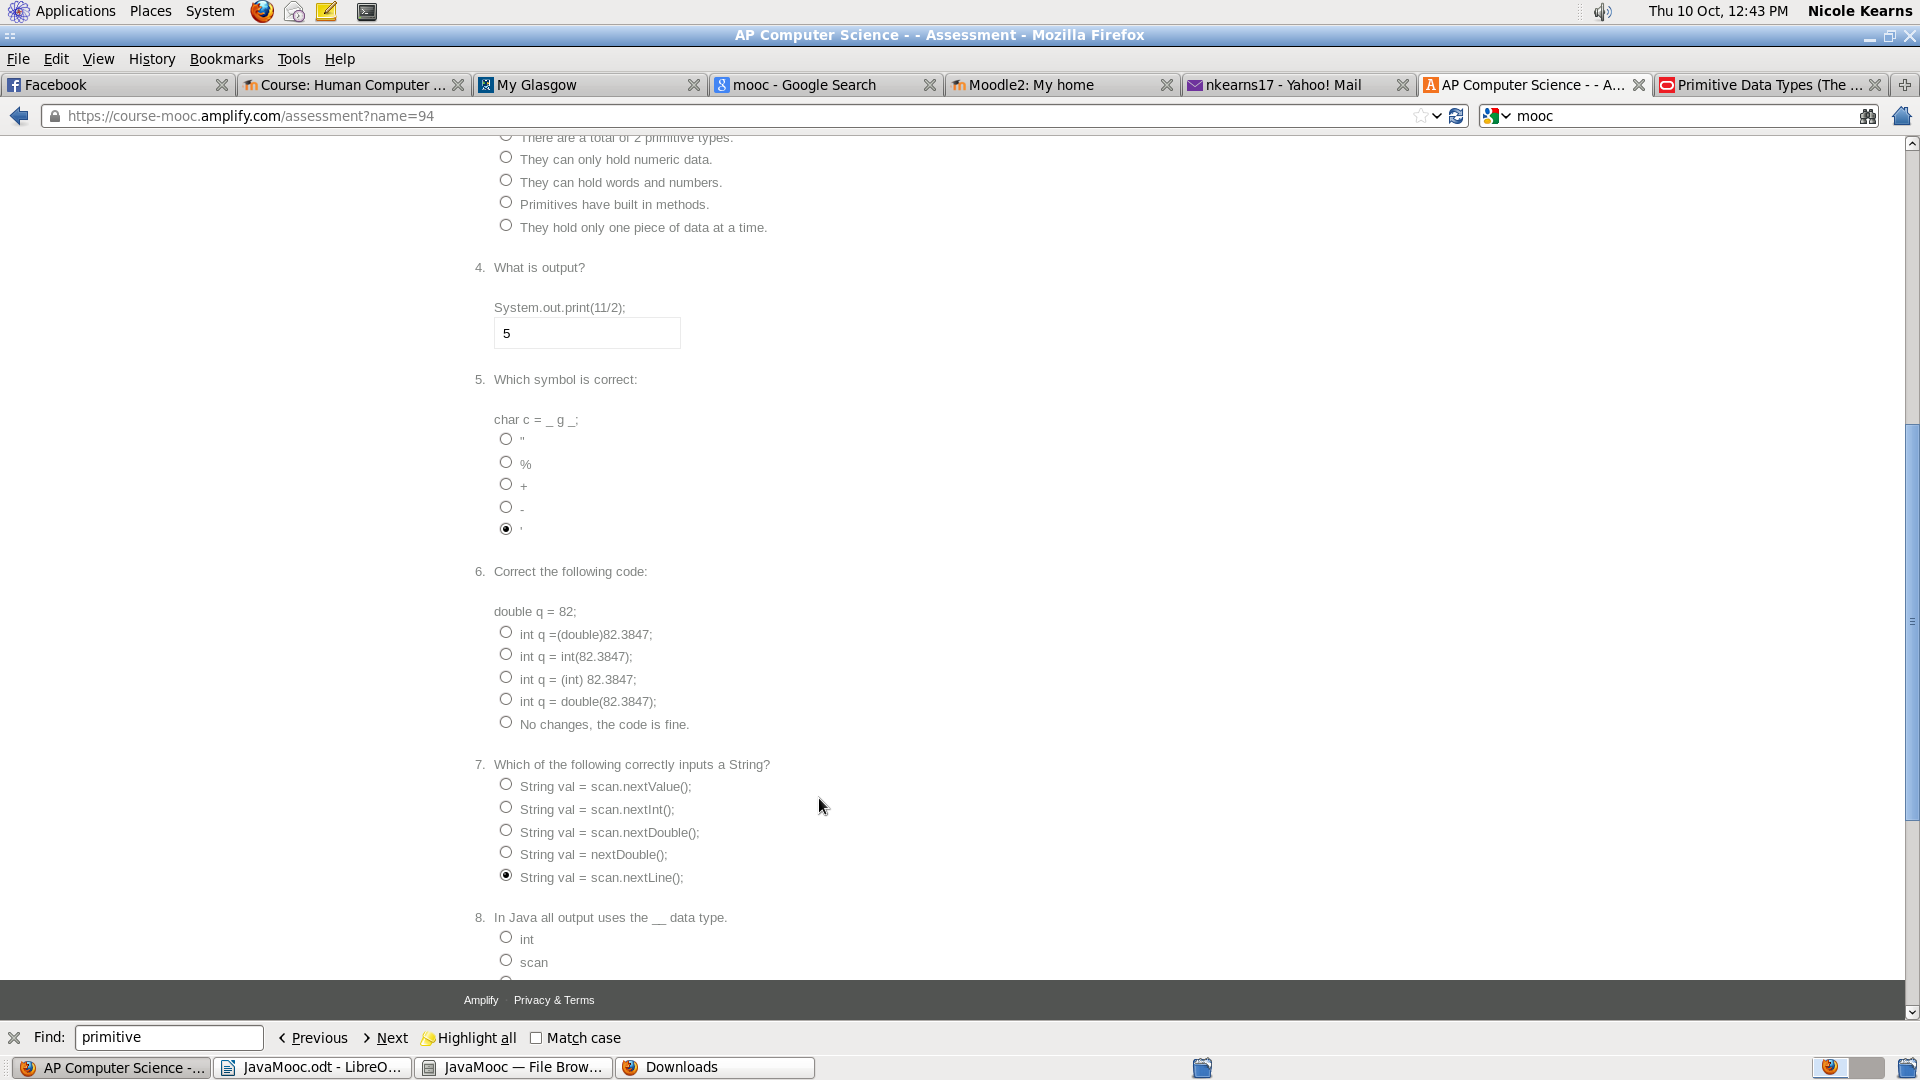 Applications Places System Thu 10 Oct, 12:43 PM Nicole Kearns
AP Computer Science - - Assessment - Mozilla Firefox
File Edit View History Bookmarks Tools Help
Facebook Course: Human Computer ... My Glasgow mooc - Google Search Moodle2: My home nkearns17 - Yahoo! Mail AP Computer Science - - A... Primitive Data Types (The ...
https://course-mooc.amplify.com/assessment?name=94 mooc
There are a total of 2 primitive types.
They can only hold numeric data.
They can hold words and numbers.
Primitives have built in methods.
They hold only one piece of data at a time.
4. What is output?
System.out.print(11/2);
5
5. Which symbol is correct:
char c = _ g _;
"
%
+
-
'
6. Correct the following code:
double q = 82;
int q =(double)82.3847;
int q = int(82.3847);
int q = (int) 82.3847;
int q = double(82.3847);
No changes, the code is fine.
7. Which of the following correctly inputs a String?
String val = scan.nextValue();
String val = scan.nextInt();
String val = scan.nextDouble();
String val = nextDouble();
String val = scan.nextLine();
8. In Java all output uses the __ data type.
int
scan
Amplify Privacy & Terms
Find: primitive Previous Next Highlight all Match case
AP Computer Science -... JavaMooc.odt - LibreO... JavaMooc — File Brow... Downloads